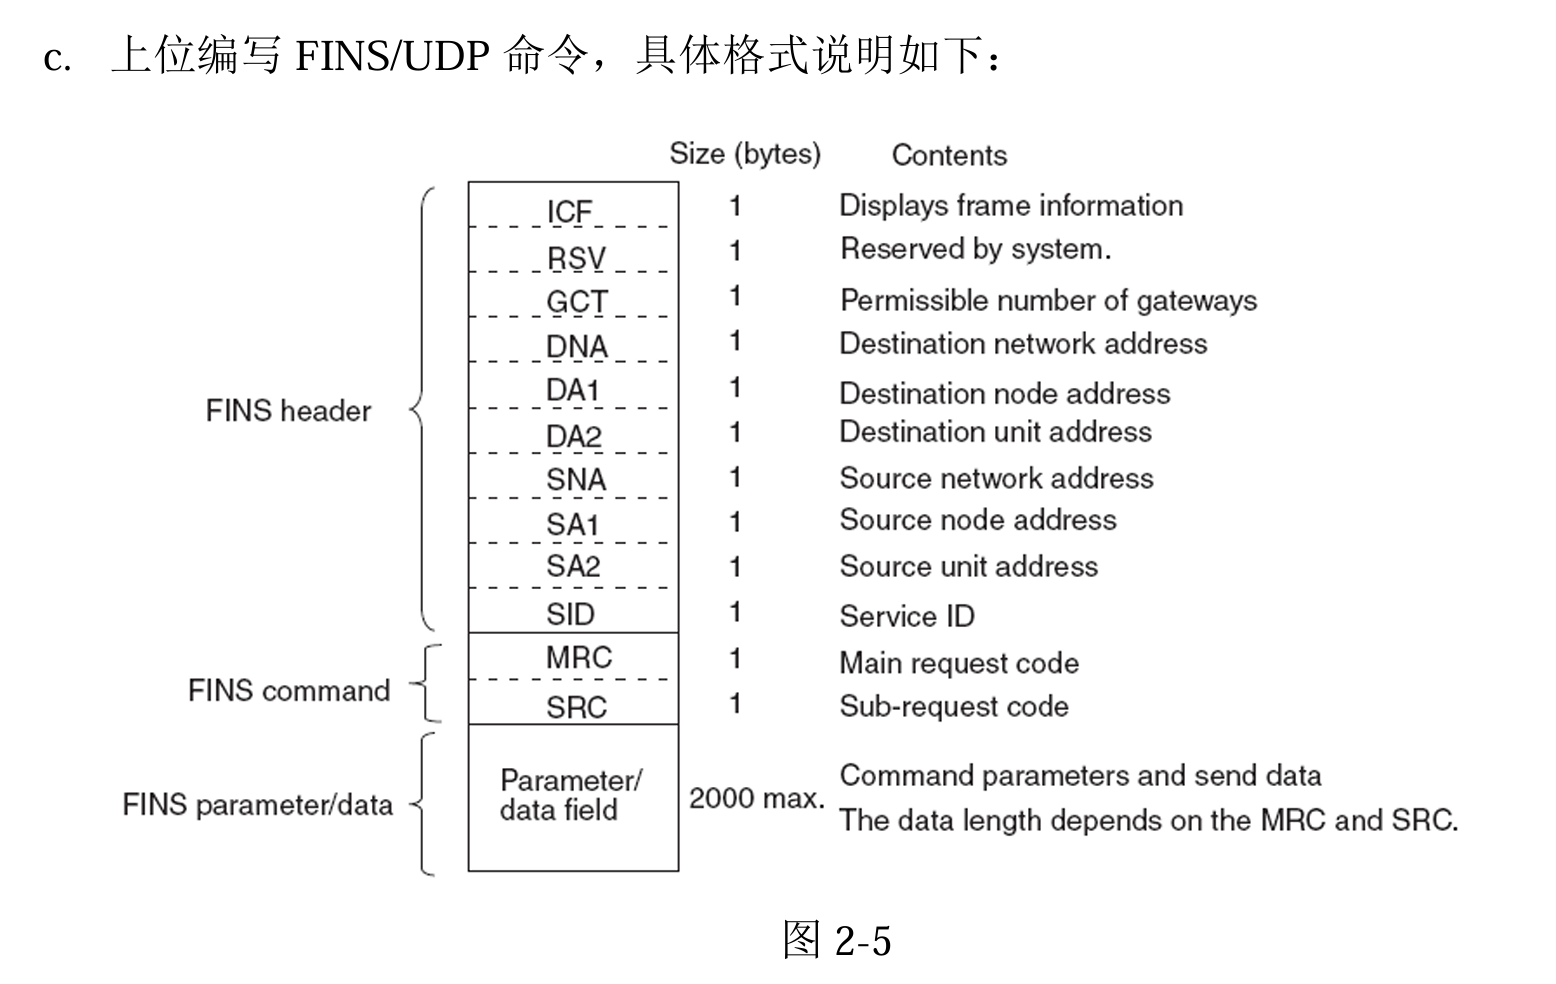 c. 上位编写 FINS/UDP 命令，具体格式说明如下：
Size (bytes) Contents
ICF 1 Displays frame information
RSV 1 Reserved by system.
GCT 1 Permissible number of gateways
DNA 1 Destination network address
DA1 1 Destination node address
FINS header
DA2 1 Destination unit address
SNA 1 Source network address
SA1 1 Source node address
SA2 1 Source unit address
SID 1 Service ID
MRC 1 Main request code
FINS command
SRC 1 Sub-request code
Parameter/ Command parameters and send data
FINS parameter/data data field 2000 max. The data length depends on the MRC and SRC.
图 2-5